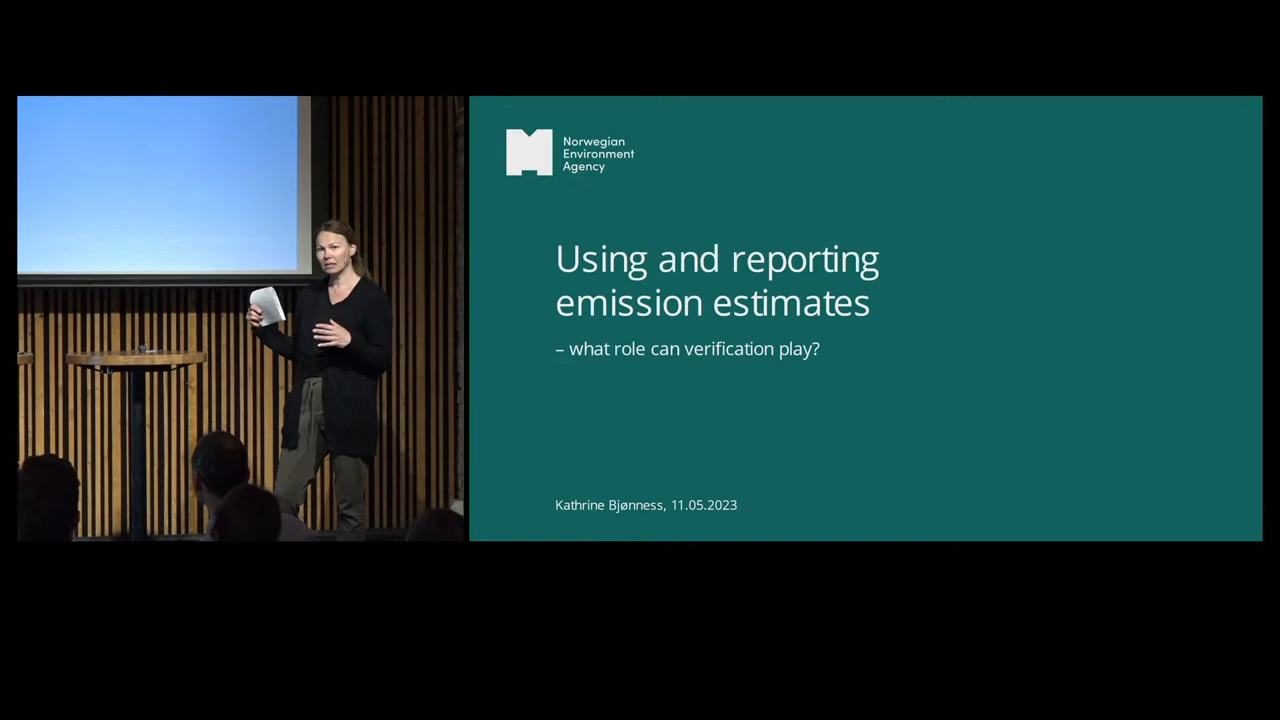 Norwegian
Environment
Agency
Using and reporting
emission estimates
– what role can verification play?
Kathrine Bjønness, 11.05.2023